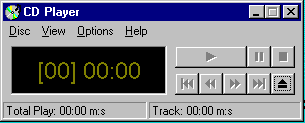 CD Player
Disc View Options Help
[00] 00:00
Total Play: 00:00 m:s Track: 00:00 m:s